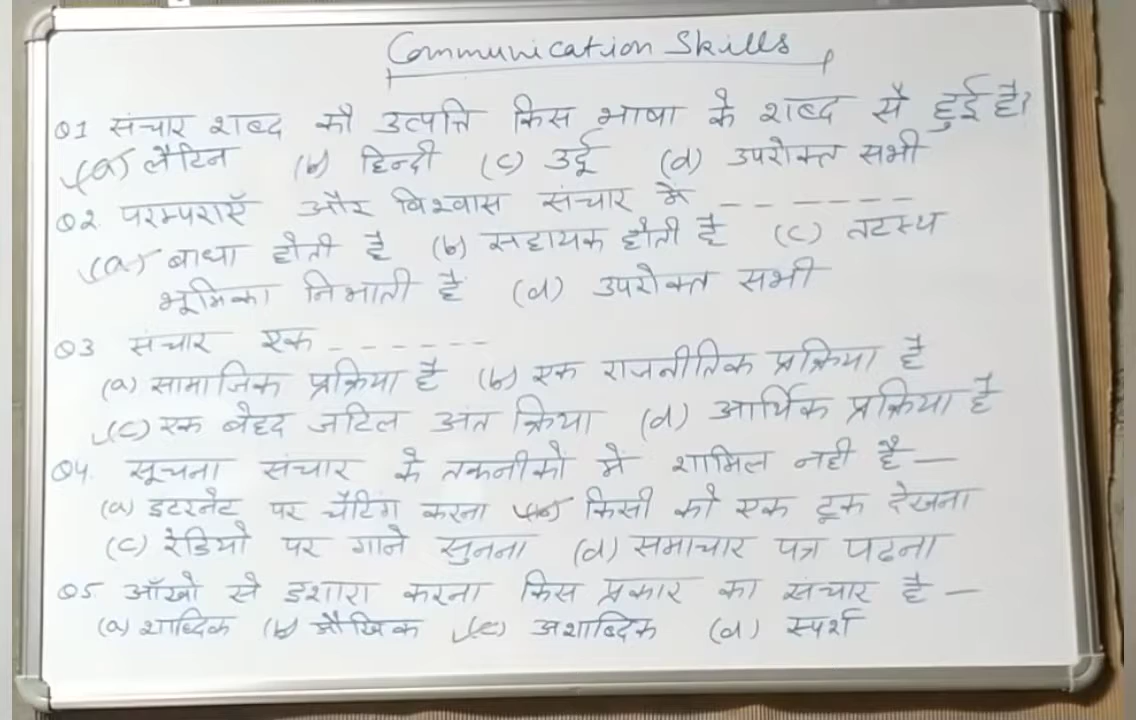 Communication Skills
Q1 संचार शब्द की उत्पत्ति किस भाषा के शब्द से हुई है?
(a) लैटिन (b) हिन्दी (c) उर्दू (d) उपरोक्त सभी
Q2. परम्पराएँ और विश्वास संचार में -------
(a) बाधा होती है (b) सहायक होती है (c) तटस्थ
भूमिका निभाती है (d) उपरोक्त सभी
Q3 संचार एक ------
(a) सामाजिक प्रक्रिया है (b) एक राजनीतिक प्रक्रिया है
(c) एक बेहद जटिल अंत क्रिया (d) आर्थिक प्रक्रिया है
Q4. सूचना संचार के तकनीको में शामिल नही है —
(a) इटरनेट पर चैटिंग करना (b) किसी को एक टूक देखना
(c) रेडियो पर गाने सुनना (d) समाचार पत्र पढना
Q5 आँखो से इशारा करना किस प्रकार का संचार है —
(a) शाब्दिक (b) मौखिक (c) अशाब्दिक (d) स्पर्श